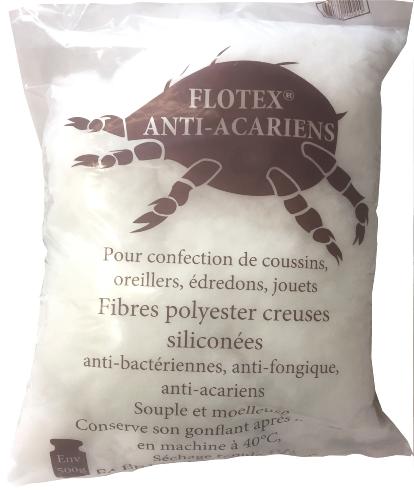 FLOTEX®
ANTI-ACARIENS
Pour confection de coussins,
oreillers, édredons, jouets
Fibres polyester creuses
siliconées
anti-bactériennes, anti-fongique,
anti-acariens
Souple et
Conserve son gonflant après
en machine à 40°C,
Séchage
Env
500g